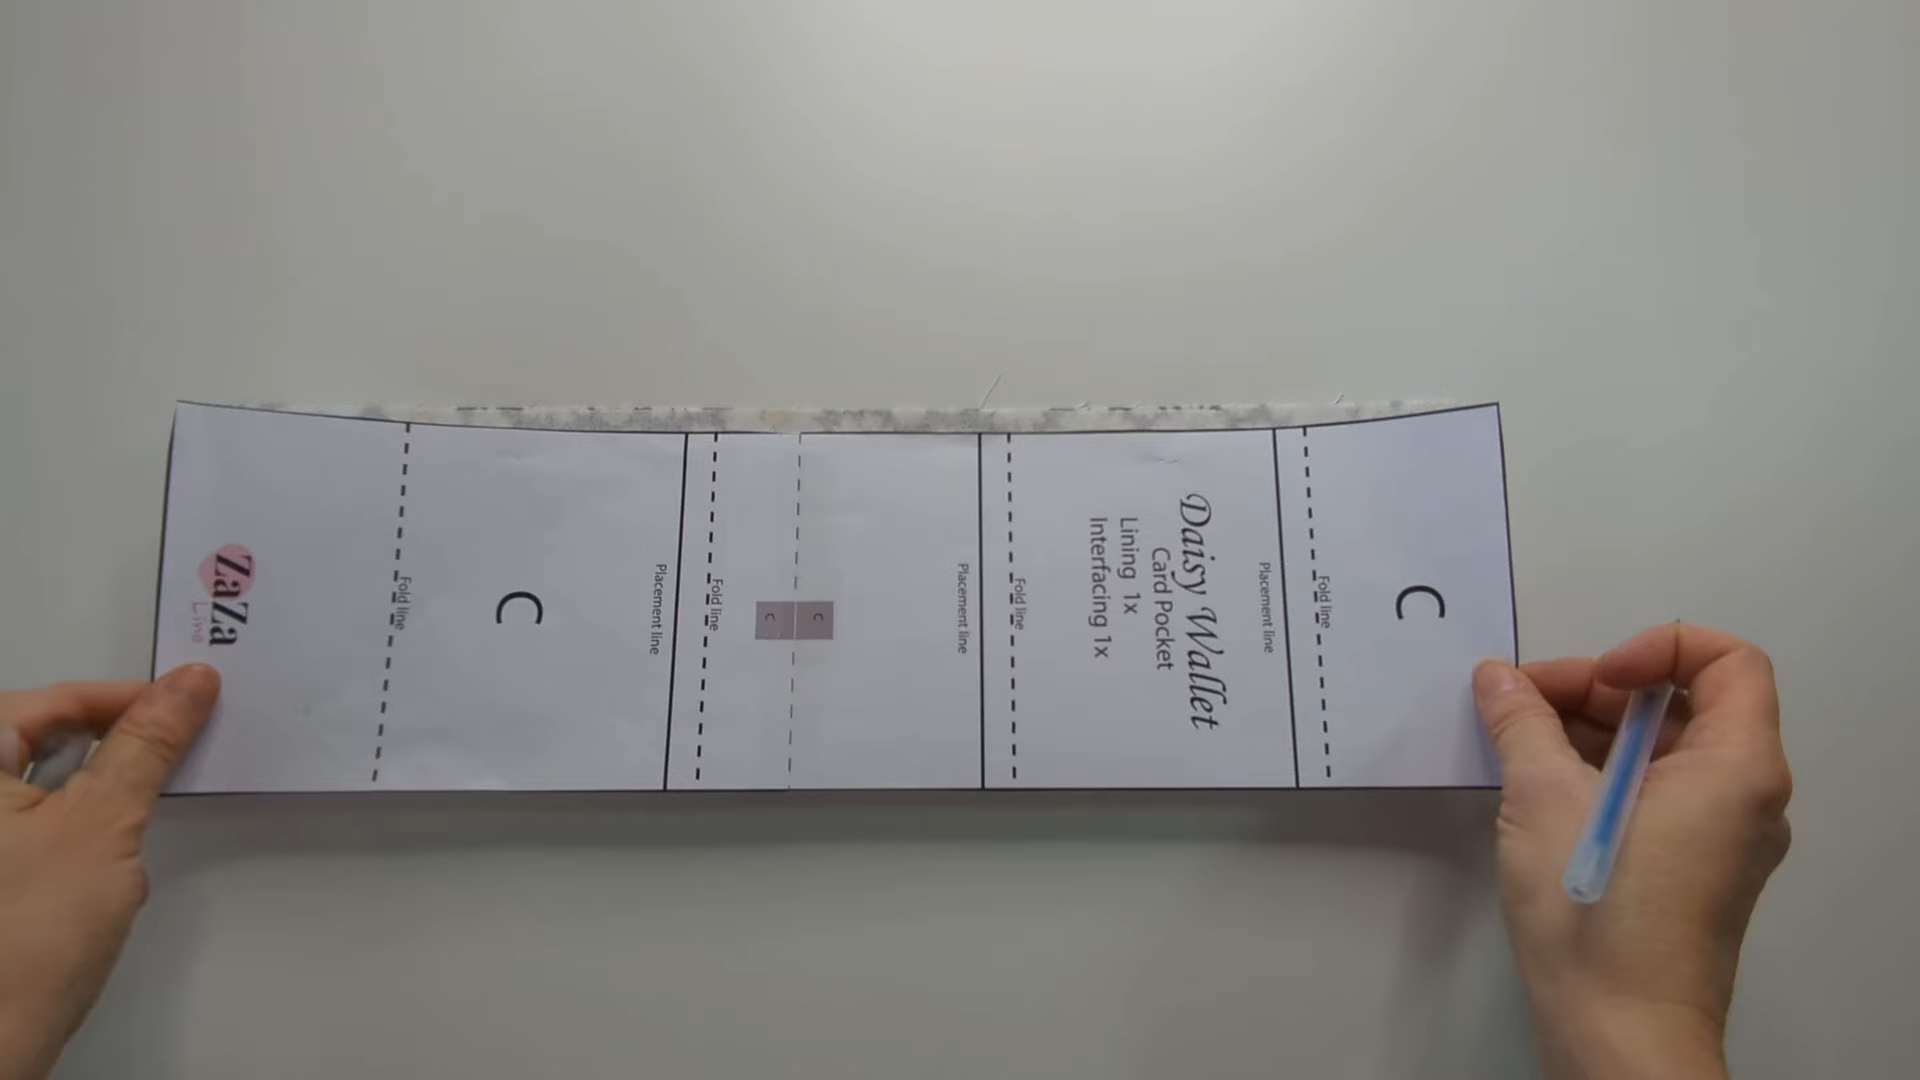 ZaZa
Line
Fold line
C
Placement line
Fold line
C
C
Placement line
Fold line
Daisy Wallet
Card Pocket
Lining 1x
Interfacing 1x
Placement line
Fold line
C